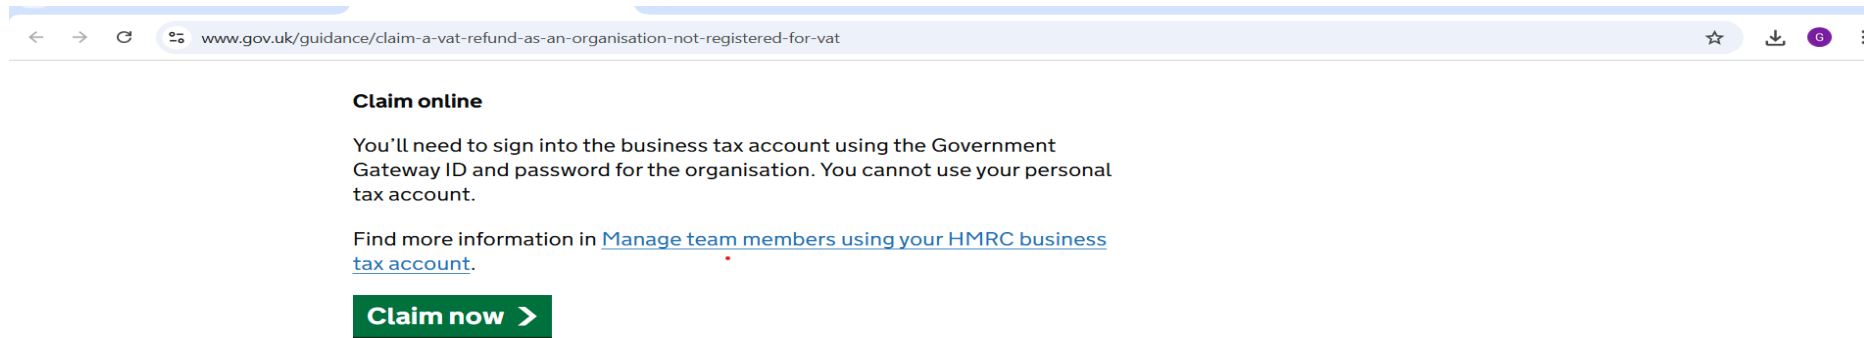 www.gov.uk/guidance/claim-a-vat-refund-as-an-organisation-not-registered-for-vat
G
Claim online
You'll need to sign into the business tax account using the Government
Gateway ID and password for the organisation. You cannot use your personal
tax account.
Find more information in Manage team members using your HMRC business
tax account.
Claim now